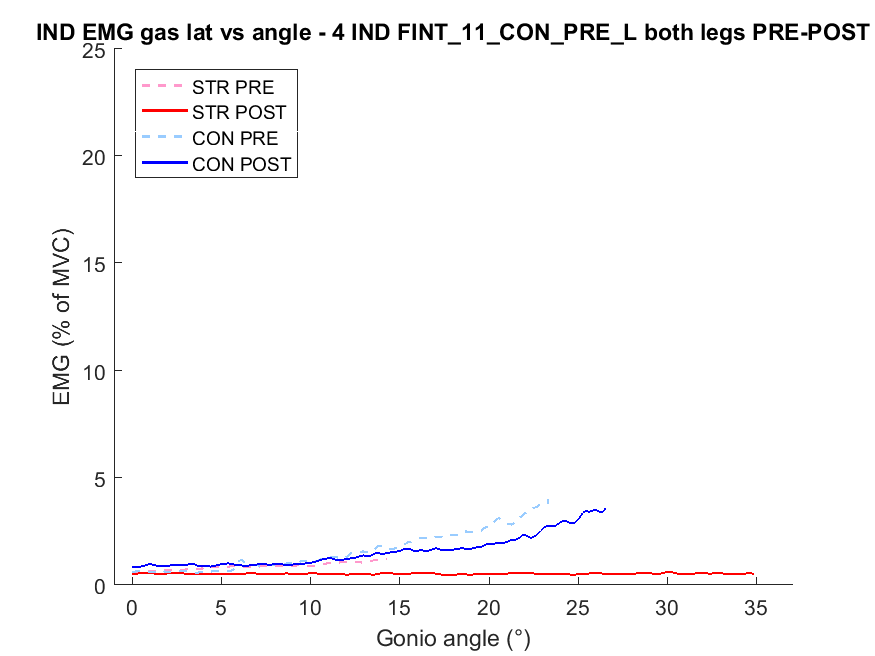 IND EMG gas lat vs angle - 4 IND FINT_11_CON_PRE_L both legs PRE-POST
25
20
15
10
5
0
EMG (% of MVC)
STR PRE
STR POST
CON PRE
CON POST
0 5 10 15 20 25 30 35
Gonio angle (°)